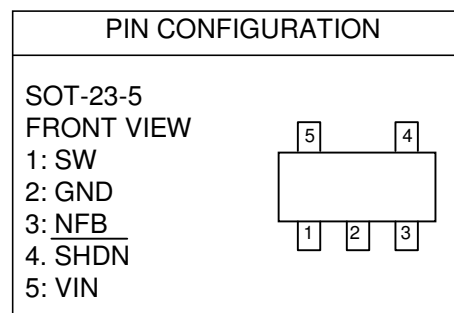 PIN CONFIGURATION
SOT-23-5
FRONT VIEW
1: SW
2: GND
3: NFB
4. SHDN
5: VIN
5 4
1 2 3